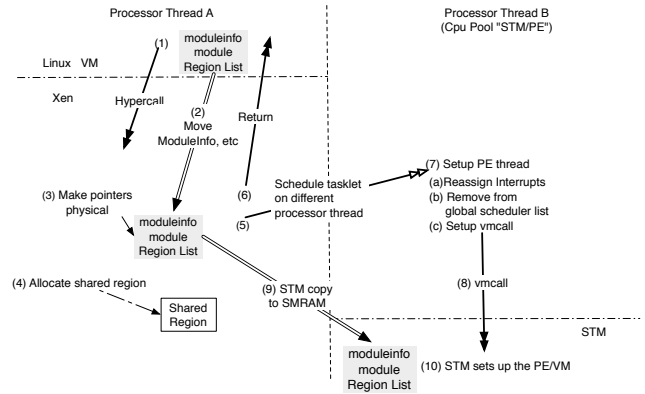 Processor Thread A
Processor Thread B
(Cpu Pool "STM/PE")
(1)
moduleinfo
module
Region List
Linux VM
Xen
Hypercall
(2)
Move
ModuleInfo, etc
Return
(6)
(3) Make pointers
physical
moduleinfo
module
Region List
Schedule tasklet
on different
processor thread
(5)
(7) Setup PE thread
(a)Reassign Interrupts
(b) Remove from
global scheduler list
(c) Setup vmcall
(4) Allocate shared region
Shared
Region
(9) STM copy
to SMRAM
(8) vmcall
STM
moduleinfo
module
Region List
(10) STM sets up the PE/VM